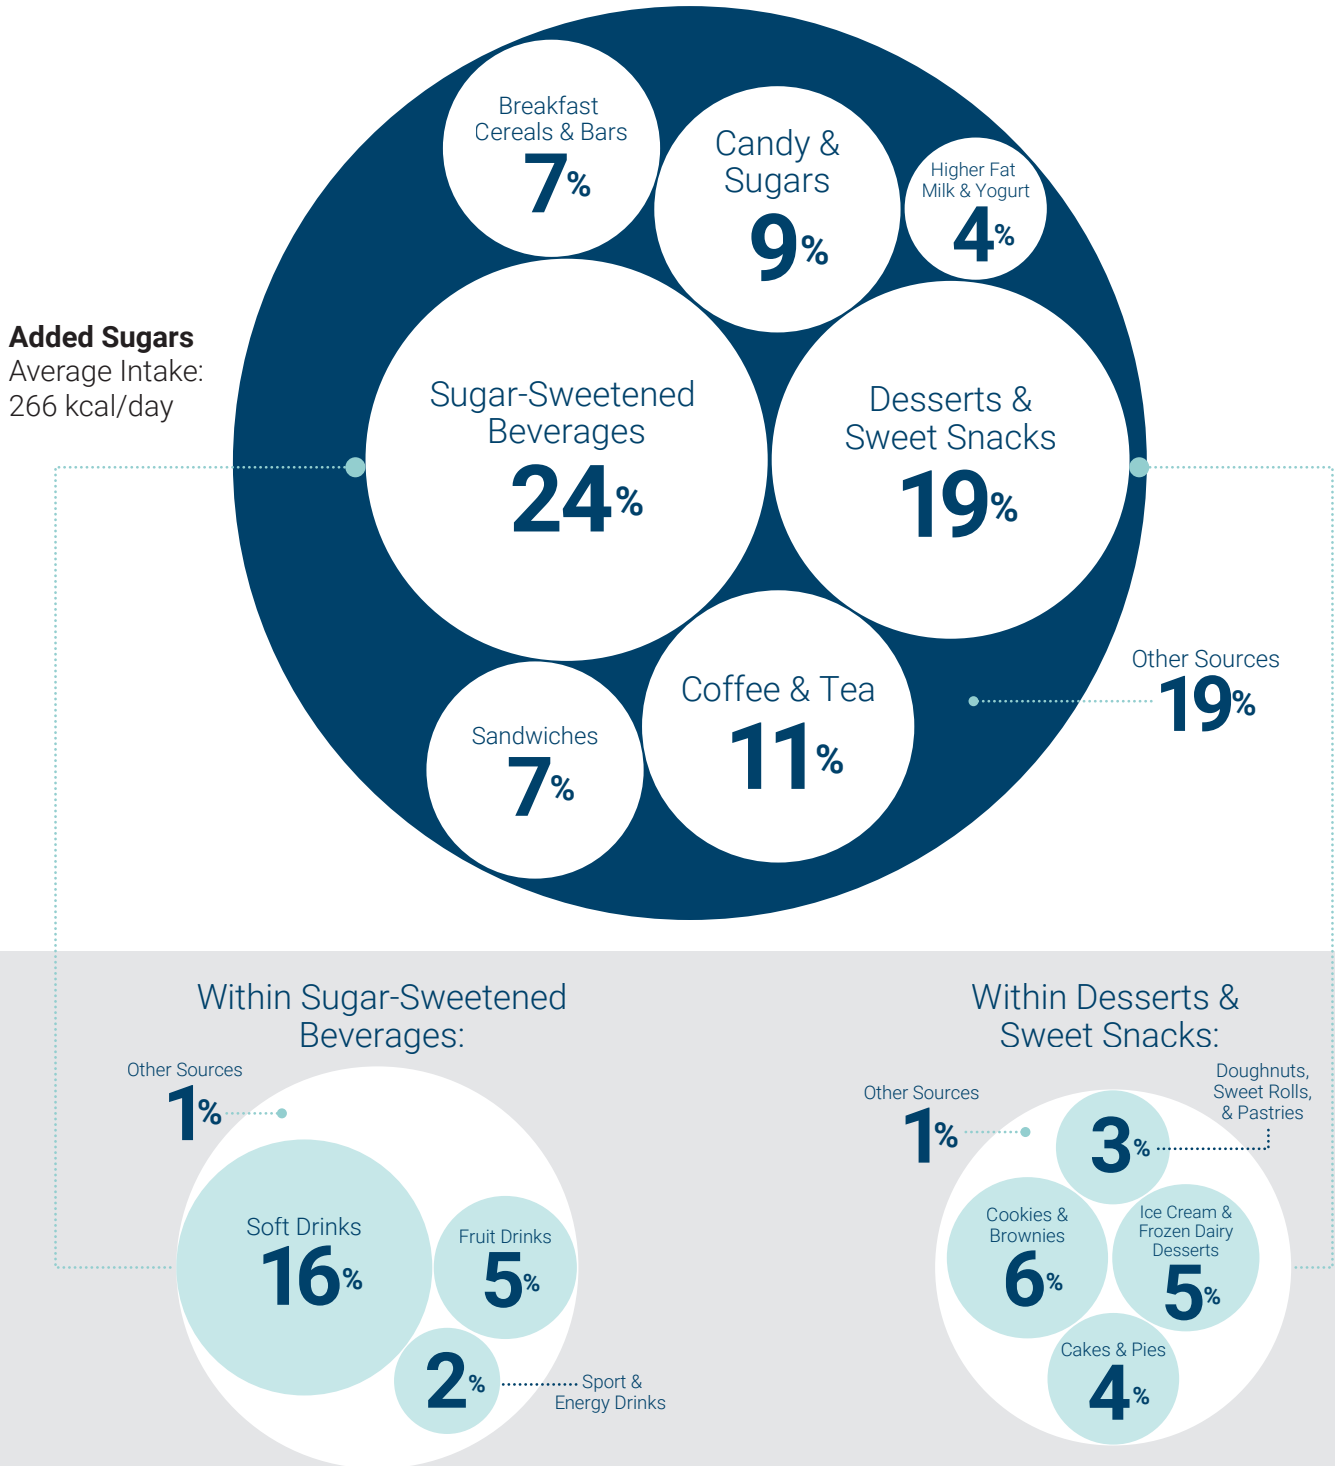 Breakfast
Cereals & Bars
7%
Candy &
Sugars
9%
Higher Fat
Milk & Yogurt
4%
Added Sugars
Average Intake:
266 kcal/day
Sugar-Sweetened
Beverages
24%
Desserts &
Sweet Snacks
19%
Other Sources
19%
Coffee & Tea
11%
Sandwiches
7%
Within Sugar-Sweetened
Beverages:
Other Sources
1%
Soft Drinks
16%
Fruit Drinks
5%
2%
Sport &
Energy Drinks
Within Desserts &
Sweet Snacks:
Other Sources
1%
Doughnuts,
Sweet Rolls,
& Pastries
3%
Cookies &
Brownies
6%
Ice Cream &
Frozen Dairy
Desserts
5%
Cakes & Pies
4%